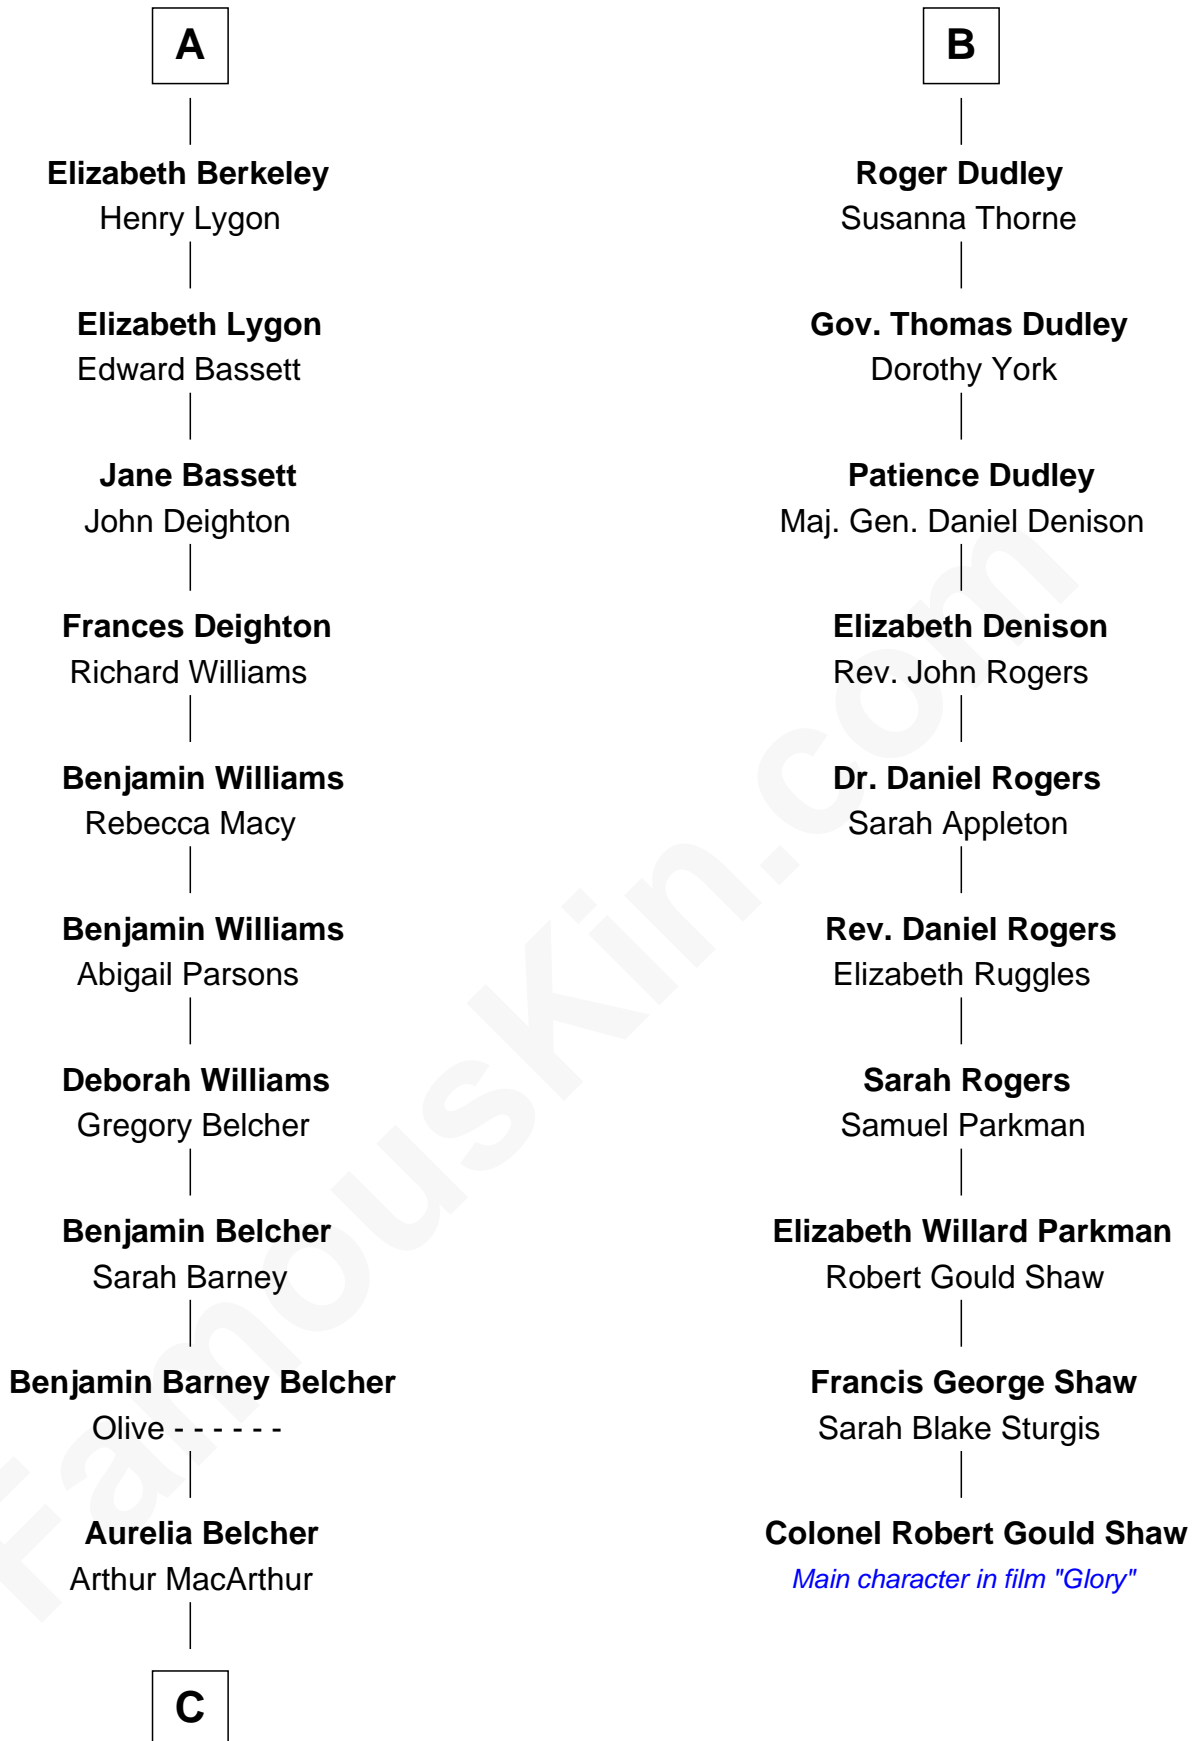 A
Elizabeth Berkeley
Henry Lygon
Elizabeth Lygon
Edward Bassett
Jane Bassett
John Deighton
Frances Deighton
Richard Williams
Benjamin Williams
Rebecca Macy
Benjamin Williams
Abigail Parsons
Deborah Williams
Gregory Belcher
Benjamin Belcher
Sarah Barney
Benjamin Barney Belcher
Olive - - - - - -
Aurelia Belcher
Arthur MacArthur
C
B
Roger Dudley
Susanna Thorne
Gov. Thomas Dudley
Dorothy York
Patience Dudley
Maj. Gen. Daniel Denison
Elizabeth Denison
Rev. John Rogers
Dr. Daniel Rogers
Sarah Appleton
Rev. Daniel Rogers
Elizabeth Ruggles
Sarah Rogers
Samuel Parkman
Elizabeth Willard Parkman
Robert Gould Shaw
Francis George Shaw
Sarah Blake Sturgis
Colonel Robert Gould Shaw
Main character in film "Glory"
FamousKin.com